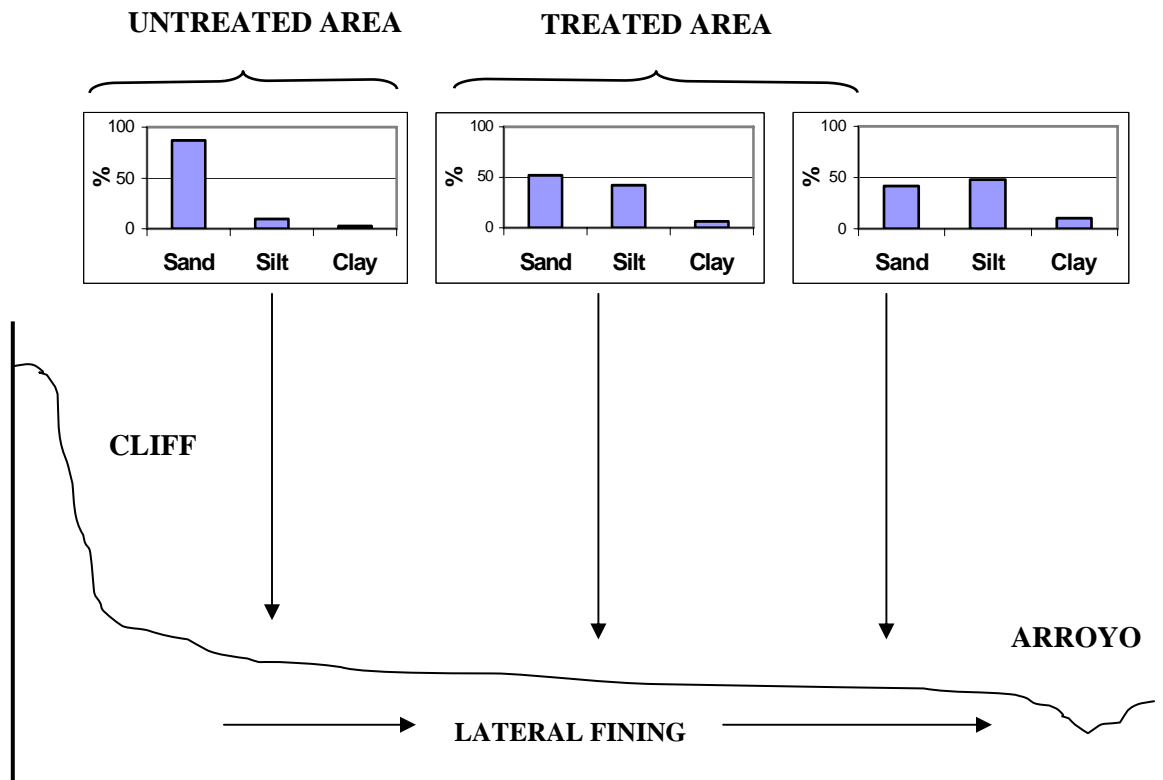 UNTREATED AREA
TREATED AREA
100
50
0
%
Sand Silt Clay
100
50
0
%
Sand Silt Clay
100
50
0
%
Sand Silt Clay
CLIFF
ARROYO
LATERAL FINING